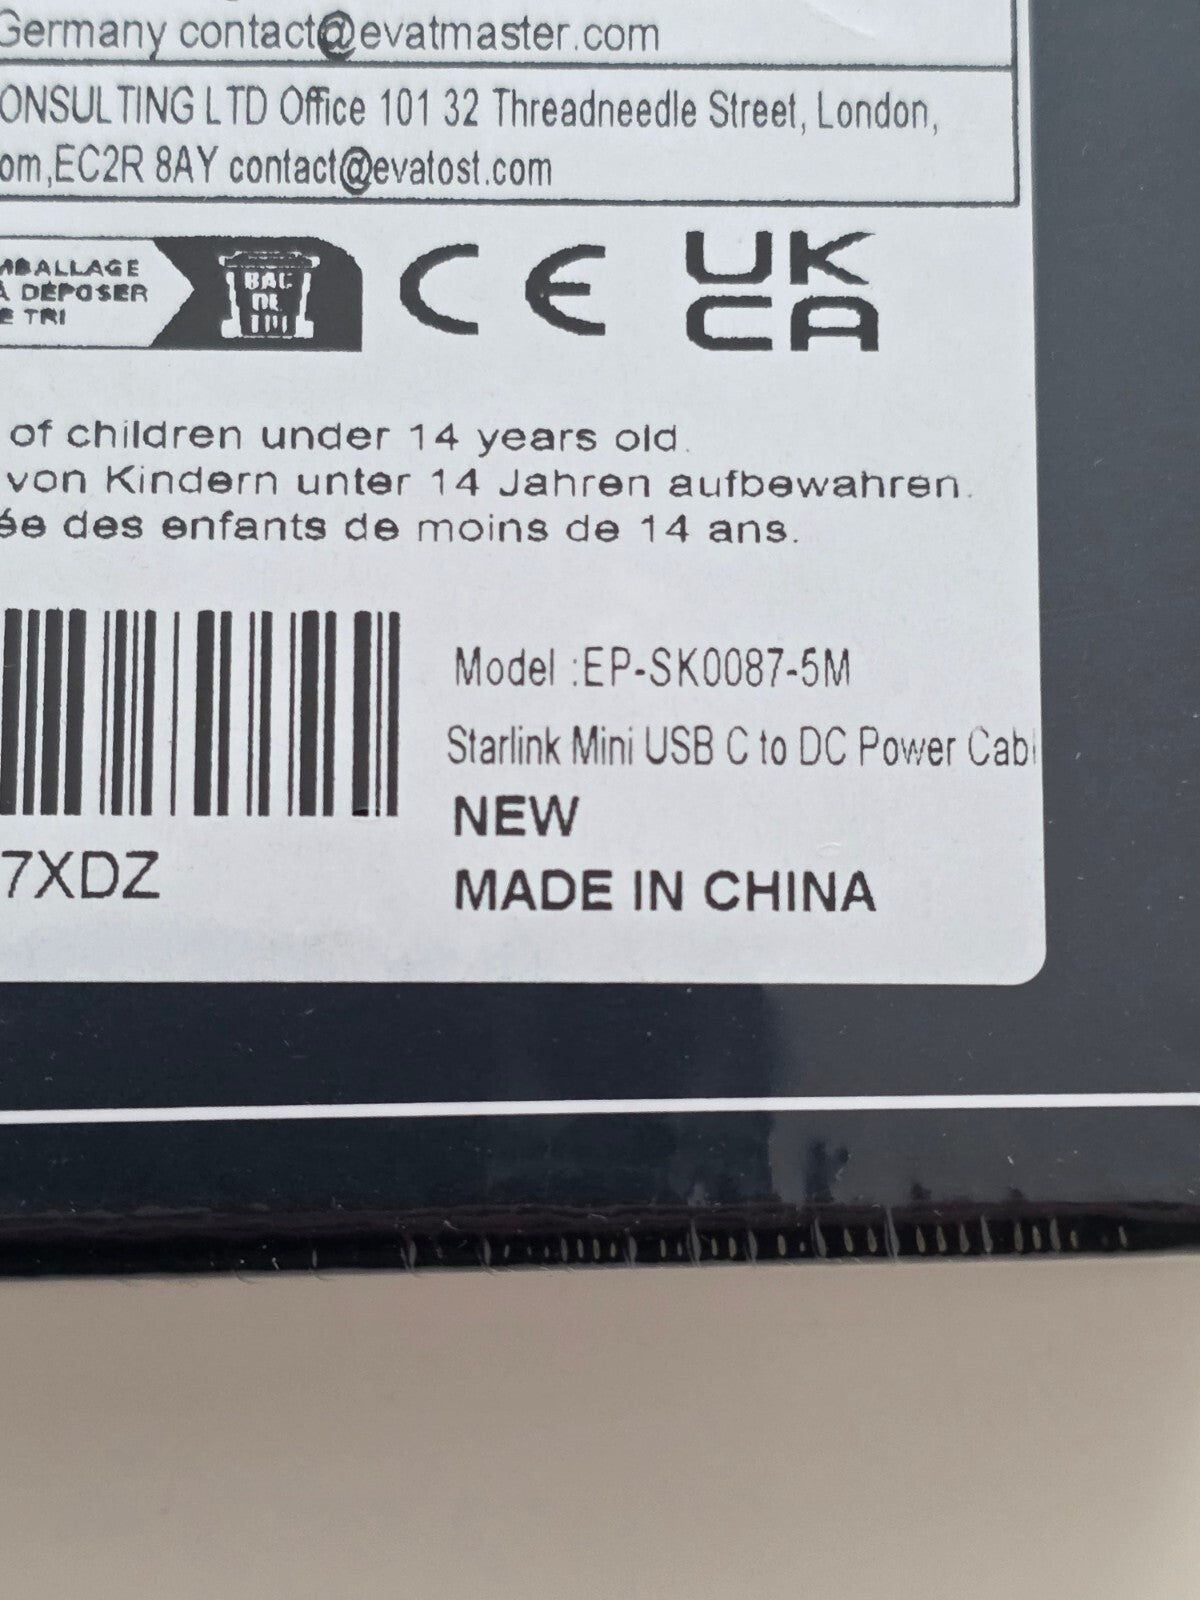 Germany contact@evatmaster.com
ONSULTING LTD Office 101 32 Threadneedle Street, London,
om,EC2R 8AY contact@evatost.com
MBALLAGE
À DÉPOSER
E TRI
BAC
DE
TRI
CE
UK
CA
of children under 14 years old.
von Kindern unter 14 Jahren aufbewahren.
ée des enfants de moins de 14 ans.
Model :EP-SK0087-5M
Starlink Mini USB C to DC Power Cabl
NEW
7XDZ
MADE IN CHINA